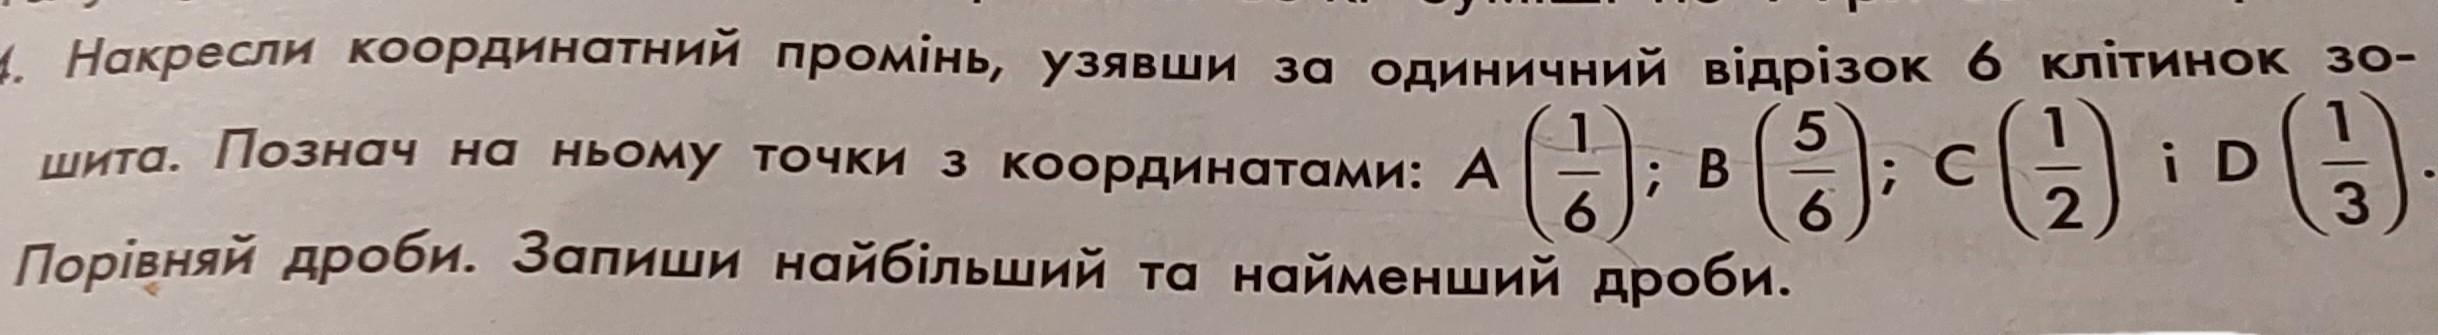 4. Накресли координатний промінь, узявши за одиничний відрізок 6 клітинок зо-
шита. Познач на ньому точки з координатами: A (1/6); B (5/6); C (1/2) і D (1/3).
Порівняй дроби. Запиши найбільший та найменший дроби.